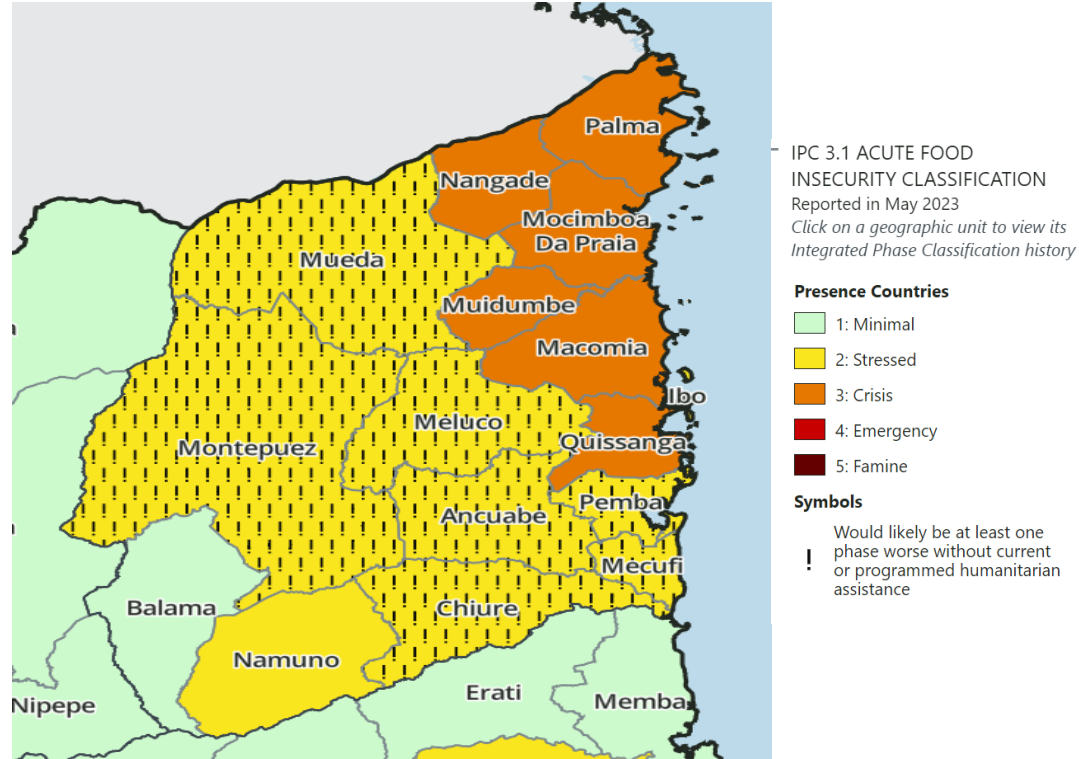 Palma
Nangade
Mocimboa
Da Praia
Mueda
Muidumbe
Macomia
Ibo
Meluco
Quissanga
Montepuez
Pemba
Ancuabe
Mecufi
Balama
Chiure
Namuno
Erati
Memba
Nipepe
IPC 3.1 ACUTE FOOD
INSECURITY CLASSIFICATION
Reported in May 2023
Click on a geographic unit to view its
Integrated Phase Classification history
Presence Countries
1: Minimal
2: Stressed
3: Crisis
4: Emergency
5: Famine
Symbols
! Would likely be at least one
phase worse without current
or programmed humanitarian
assistance